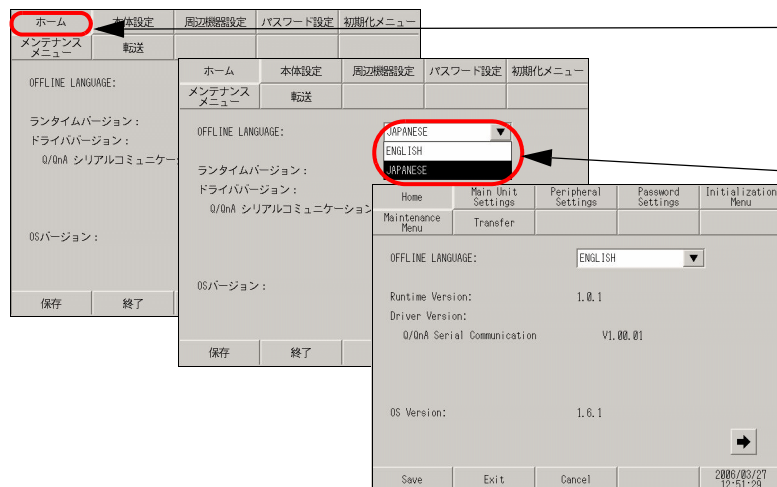 ホーム 本体設定 周辺機器設定 パスワード設定 初期化メニュー
メンテナンス
メニュー 転送
OFFLINE LANGUAGE:
ランタイムバージョン :
ドライババージョン :
Q/QnA シリアルコミュニケー
OSバージョン :
保存 終了
ホーム 本体設定 周辺機器設定 パスワード設定 初期化メニュー
メンテナンス
メニュー 転送
OFFLINE LANGUAGE: JAPANESE
ENGLISH
JAPANESE
ランタイムバージョン :
ドライババージョン :
Q/QnA シリアルコミュニケーション
OSバージョン :
保存 終了
Home Main Unit
Settings Peripheral
Settings Password
Settings Initialization
Menu
Maintenance
Menu Transfer
OFFLINE LANGUAGE: ENGLISH
Runtime Version: 1.0.1
Driver Version:
Q/QnA Serial Communication V1.00.01
OS Version: 1.6.1
Save Exit Cancel 2006/03/27
12:51:29